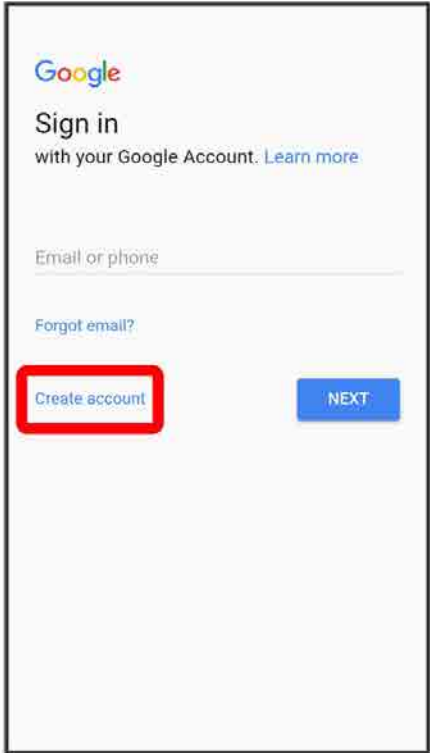 Google
Sign in
with your Google Account. Learn more
Email or phone
Forgot email?
Create account
NEXT